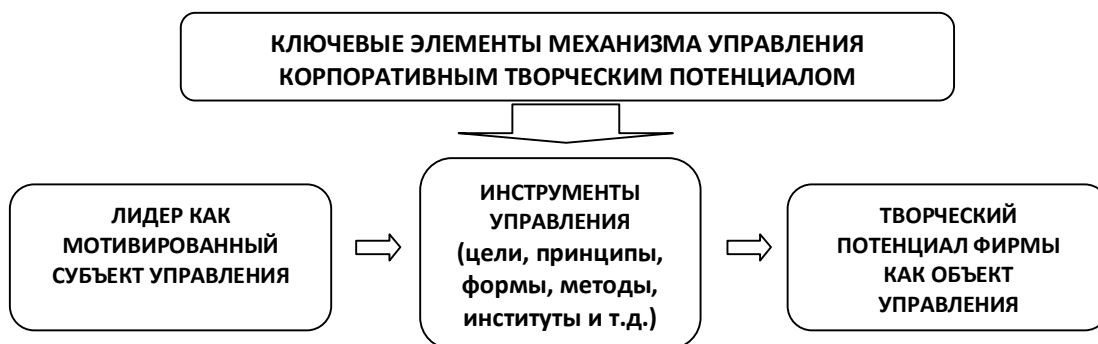 КЛЮЧЕВЫЕ ЭЛЕМЕНТЫ МЕХАНИЗМА УПРАВЛЕНИЯ
КОРПОРАТИВНЫМ ТВОРЧЕСКИМ ПОТЕНЦИАЛОМ
ЛИДЕР КАК
МОТИВИРОВАННЫЙ
СУБЪЕКТ УПРАВЛЕНИЯ
ИНСТРУМЕНТЫ
УПРАВЛЕНИЯ
(цели, принципы,
формы, методы,
институты и т.д.)
ТВОРЧЕСКИЙ
ПОТЕНЦИАЛ ФИРМЫ
КАК ОБЪЕКТ
УПРАВЛЕНИЯ